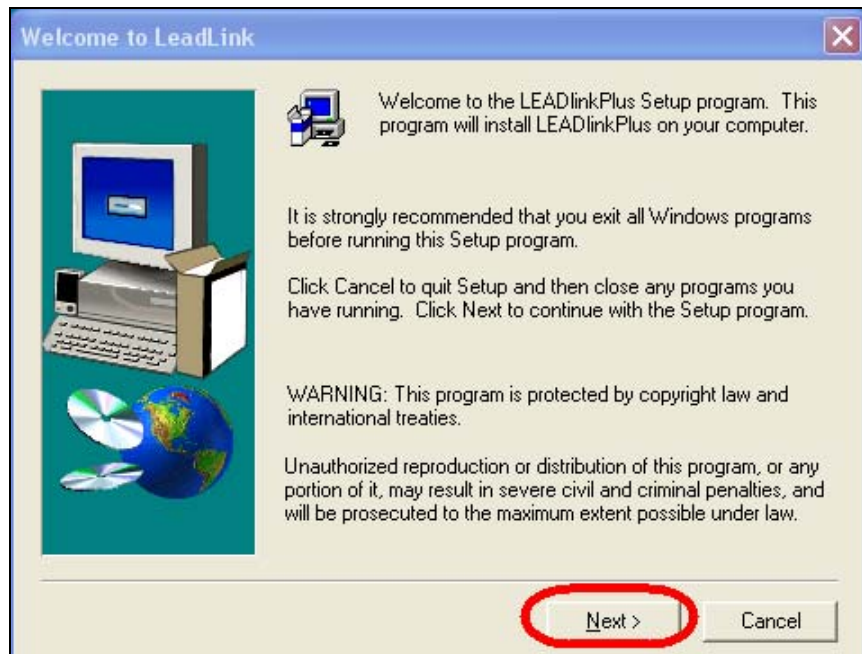 Welcome to LeadLink
Welcome to the LEADlinkPlus Setup program. This
program will install LEADlinkPlus on your computer.
It is strongly recommended that you exit all Windows programs
before running this Setup program.
Click Cancel to quit Setup and then close any programs you
have running. Click Next to continue with the Setup program.
WARNING: This program is protected by copyright law and
international treaties.
Unauthorized reproduction or distribution of this program, or any
portion of it, may result in severe civil and criminal penalties, and
will be prosecuted to the maximum extent possible under law.
Next >
Cancel